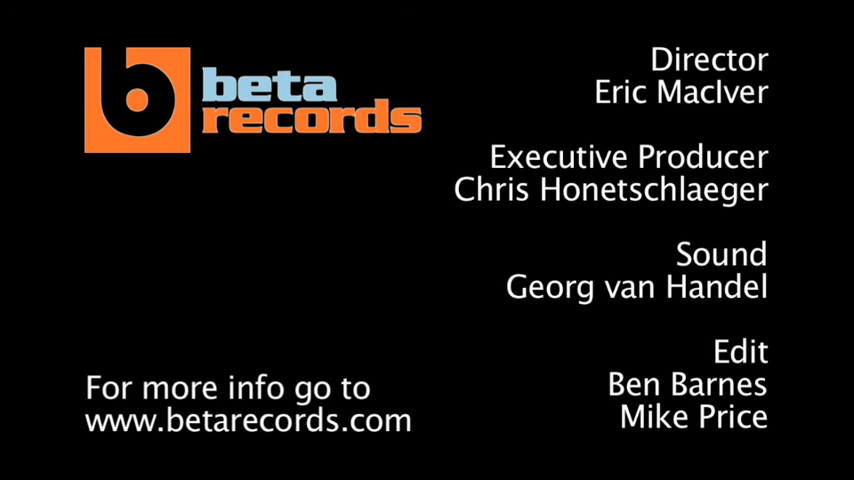 beta
records
Director
Eric MacIver
Executive Producer
Chris Honetschlaeger
Sound
Georg van Handel
Edit
Ben Barnes
Mike Price
For more info go to
www.betarecords.com